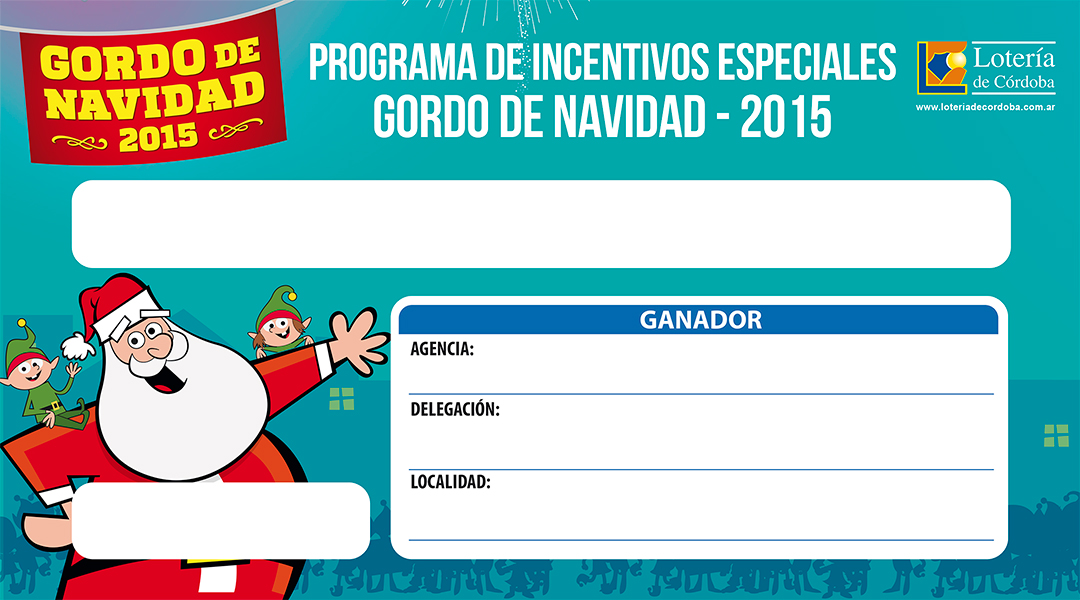 GORDO DE
NAVIDAD
2015
PROGRAMA DE INCENTIVOS ESPECIALES
GORDO DE NAVIDAD - 2015
Lotería
de Córdoba
www.loteriadecordoba.com.ar
GANADOR
AGENCIA:
DELEGACIÓN:
LOCALIDAD: